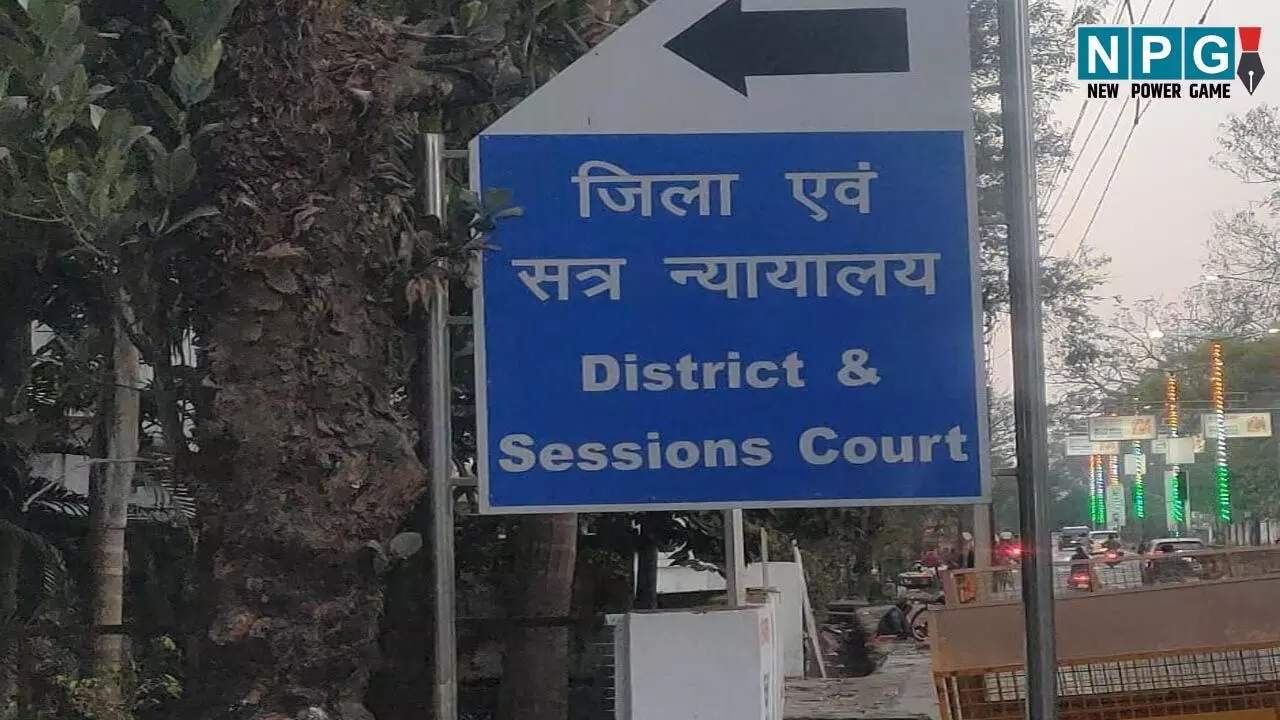 NPG
NEW POWER GAME
जिला एवं
सत्र न्यायालय
District &
Sessions Court